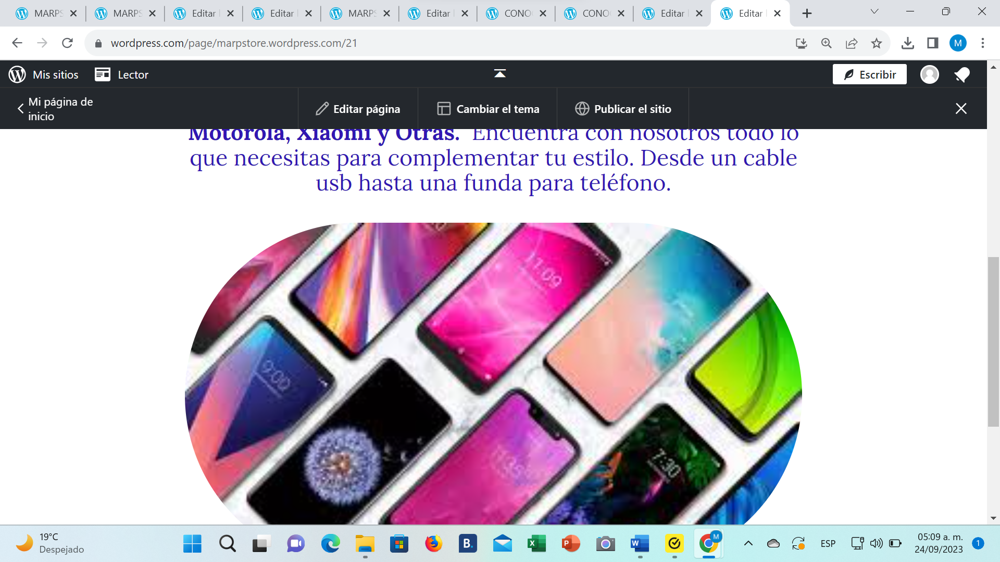 MARPS
MARPS
Editar
Editar
MARPS
Editar
CONO
CONO
Editar
Editar
wordpress.com/page/marpstore.wordpress.com/21
M
Mis sitios
Lector
Escribir
Mi página de
inicio
Editar página
Cambiar el tema
Publicar el sitio
Motorola, Xiaomi y Otras. Encuentra con nosotros todo lo
que necesitas para complementar tu estilo. Desde un cable
usb hasta una funda para teléfono.
11:09
9:00
7:30
19°C
Despejado
B.
X
P
W
M
ESP
05:09 a. m.
24/09/2023
1